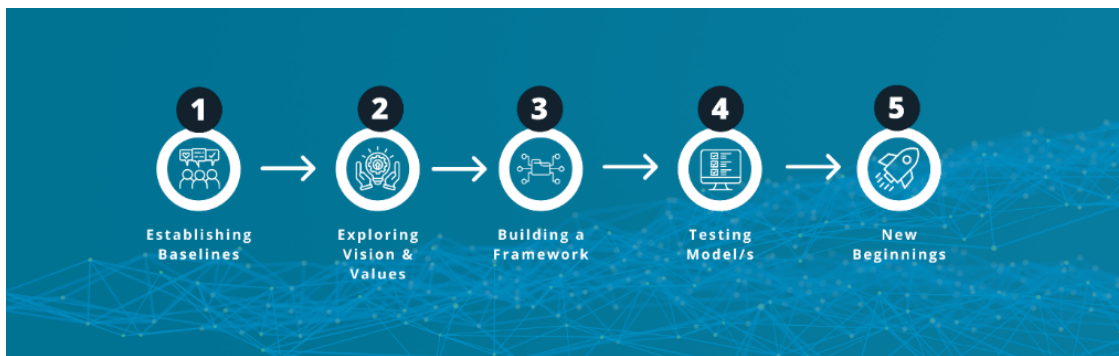 1
Establishing
Baselines
2
Exploring
Vision &
Values
3
Building a
Framework
4
Testing
Model/s
5
New
Beginnings